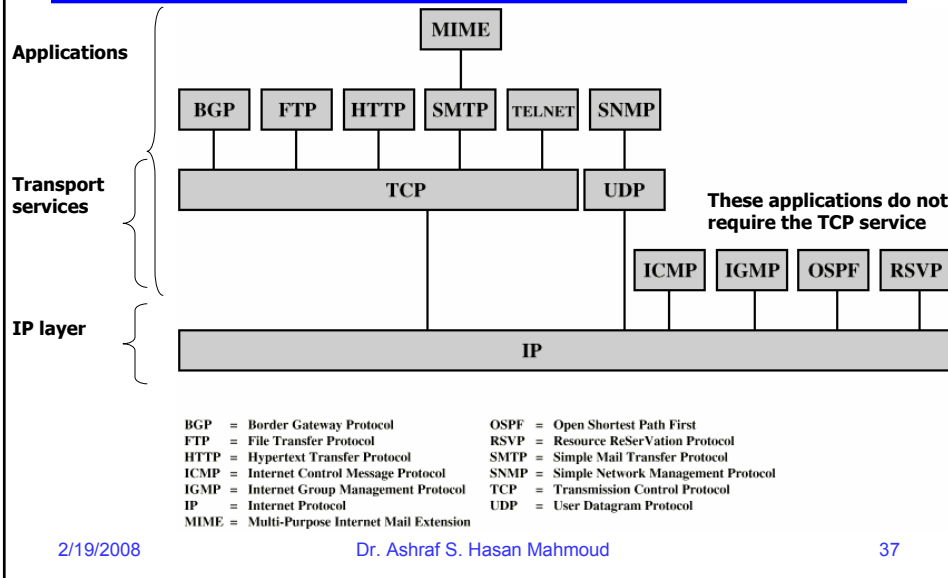 MIME
Applications
BGP FTP HTTP SMTP TELNET SNMP
Transport
services
TCP UDP
These applications do not
require the TCP service
ICMP IGMP OSPF RSVP
IP layer
IP
BGP = Border Gateway Protocol
FTP = File Transfer Protocol
HTTP = Hypertext Transfer Protocol
ICMP = Internet Control Message Protocol
IGMP = Internet Group Management Protocol
IP = Internet Protocol
MIME = Multi-Purpose Internet Mail Extension
OSPF = Open Shortest Path First
RSVP = Resource ReSerVation Protocol
SMTP = Simple Mail Transfer Protocol
SNMP = Simple Network Management Protocol
TCP = Transmission Control Protocol
UDP = User Datagram Protocol
2/19/2008 Dr. Ashraf S. Hasan Mahmoud 37